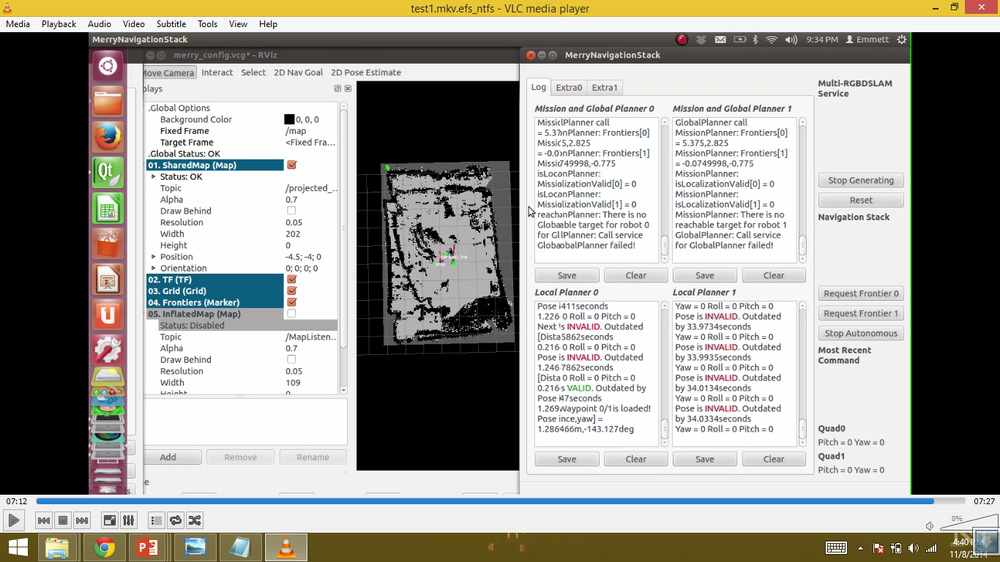 test1.mkv.efs_ntfs - VLC media player
Media Playback Audio Video Subtitle Tools View Help
MerryNavigationStack
9:34 PM Emmett
merry_config.vcg* - RViz
Move Camera Interact Select 2D Nav Goal 2D Pose Estimate
plays
.Global Options
Background Color 0, 0, 0
Fixed Frame /map
Target Frame <Fixed Fra...
.Global Status: OK
01. SharedMap (Map)
Status: OK
Topic /projected_...
Alpha 0.7
Draw Behind
Resolution 0.05
Width 202
Height 0
Position -4.5; -4; 0
Orientation 0; 0; 0; 0
02. TF (TF)
03. Grid (Grid)
04. Frontiers (Marker)
05. InflatedMap (Map)
Status: Disabled
Topic /MapListen...
Alpha 0.7
Draw Behind
Resolution 0.05
Width 109
Height 0
Add Remove Rename
MerryNavigationStack
Log Extra0 Extra1
Mission and Global Planner 0
MissiclPlanner call
= 5.37onPlanner: Frontiers[0]
Missic5,2.825
= -0.0onPlanner: Frontiers[1]
Missic749998,-0.775
isLocaonPlanner:
MissiolizationValid[0] = 0
isLocaonPlanner:
MissiolizationValid[1] = 0
reachonPlanner: There is no
Globaeable target for robot 0
for GllPlanner: Call service
GlobaobalPlanner failed!
Save Clear
Mission and Global Planner 1
GlobalPlanner call
MissionPlanner: Frontiers[0]
= 5.375,2.825
MissionPlanner: Frontiers[1]
= -0.0749998,-0.775
MissionPlanner:
isLocalizationValid[0] = 0
MissionPlanner:
isLocalizationValid[1] = 0
MissionPlanner: There is no
reachable target for robot 1
GlobalPlanner: Call service
for GlobalPlanner failed!
Save Clear
Local Planner 0
Pose i411seconds
1.226 0 Roll = 0 Pitch = 0
Next 's INVALID. Outdated
[Dista5862seconds
0.216 0 Roll = 0 Pitch = 0
Pose is INVALID. Outdated
1.246 7862seconds
[Dista 0 Roll = 0 Pitch = 0
0.216 s VALID. Outdated by
Pose i47seconds
1.269Waypoint 0/1is loaded!
Pose ince,yaw] =
1.286466m,-143.127deg
Save Clear
Local Planner 1
Yaw = 0 Roll = 0 Pitch = 0
Pose is INVALID. Outdated
by 33.9734seconds
Yaw = 0 Roll = 0 Pitch = 0
Pose is INVALID. Outdated
by 33.9935seconds
Yaw = 0 Roll = 0 Pitch = 0
Pose is INVALID. Outdated
by 34.0134seconds
Yaw = 0 Roll = 0 Pitch = 0
Pose is INVALID. Outdated
by 34.0334seconds
Yaw = 0 Roll = 0 Pitch = 0
Save Clear
Multi-RGBDSLAM
Service
Stop Generating
Reset
Navigation Stack
Request Frontier 0
Request Frontier 1
Stop Autonomous
Most Recent
Command
Quad0
Pitch = 0 Yaw = 0
Quad1
Pitch = 0 Yaw = 0
07:12 07:27
0%
4:40 PM
11/8/2014